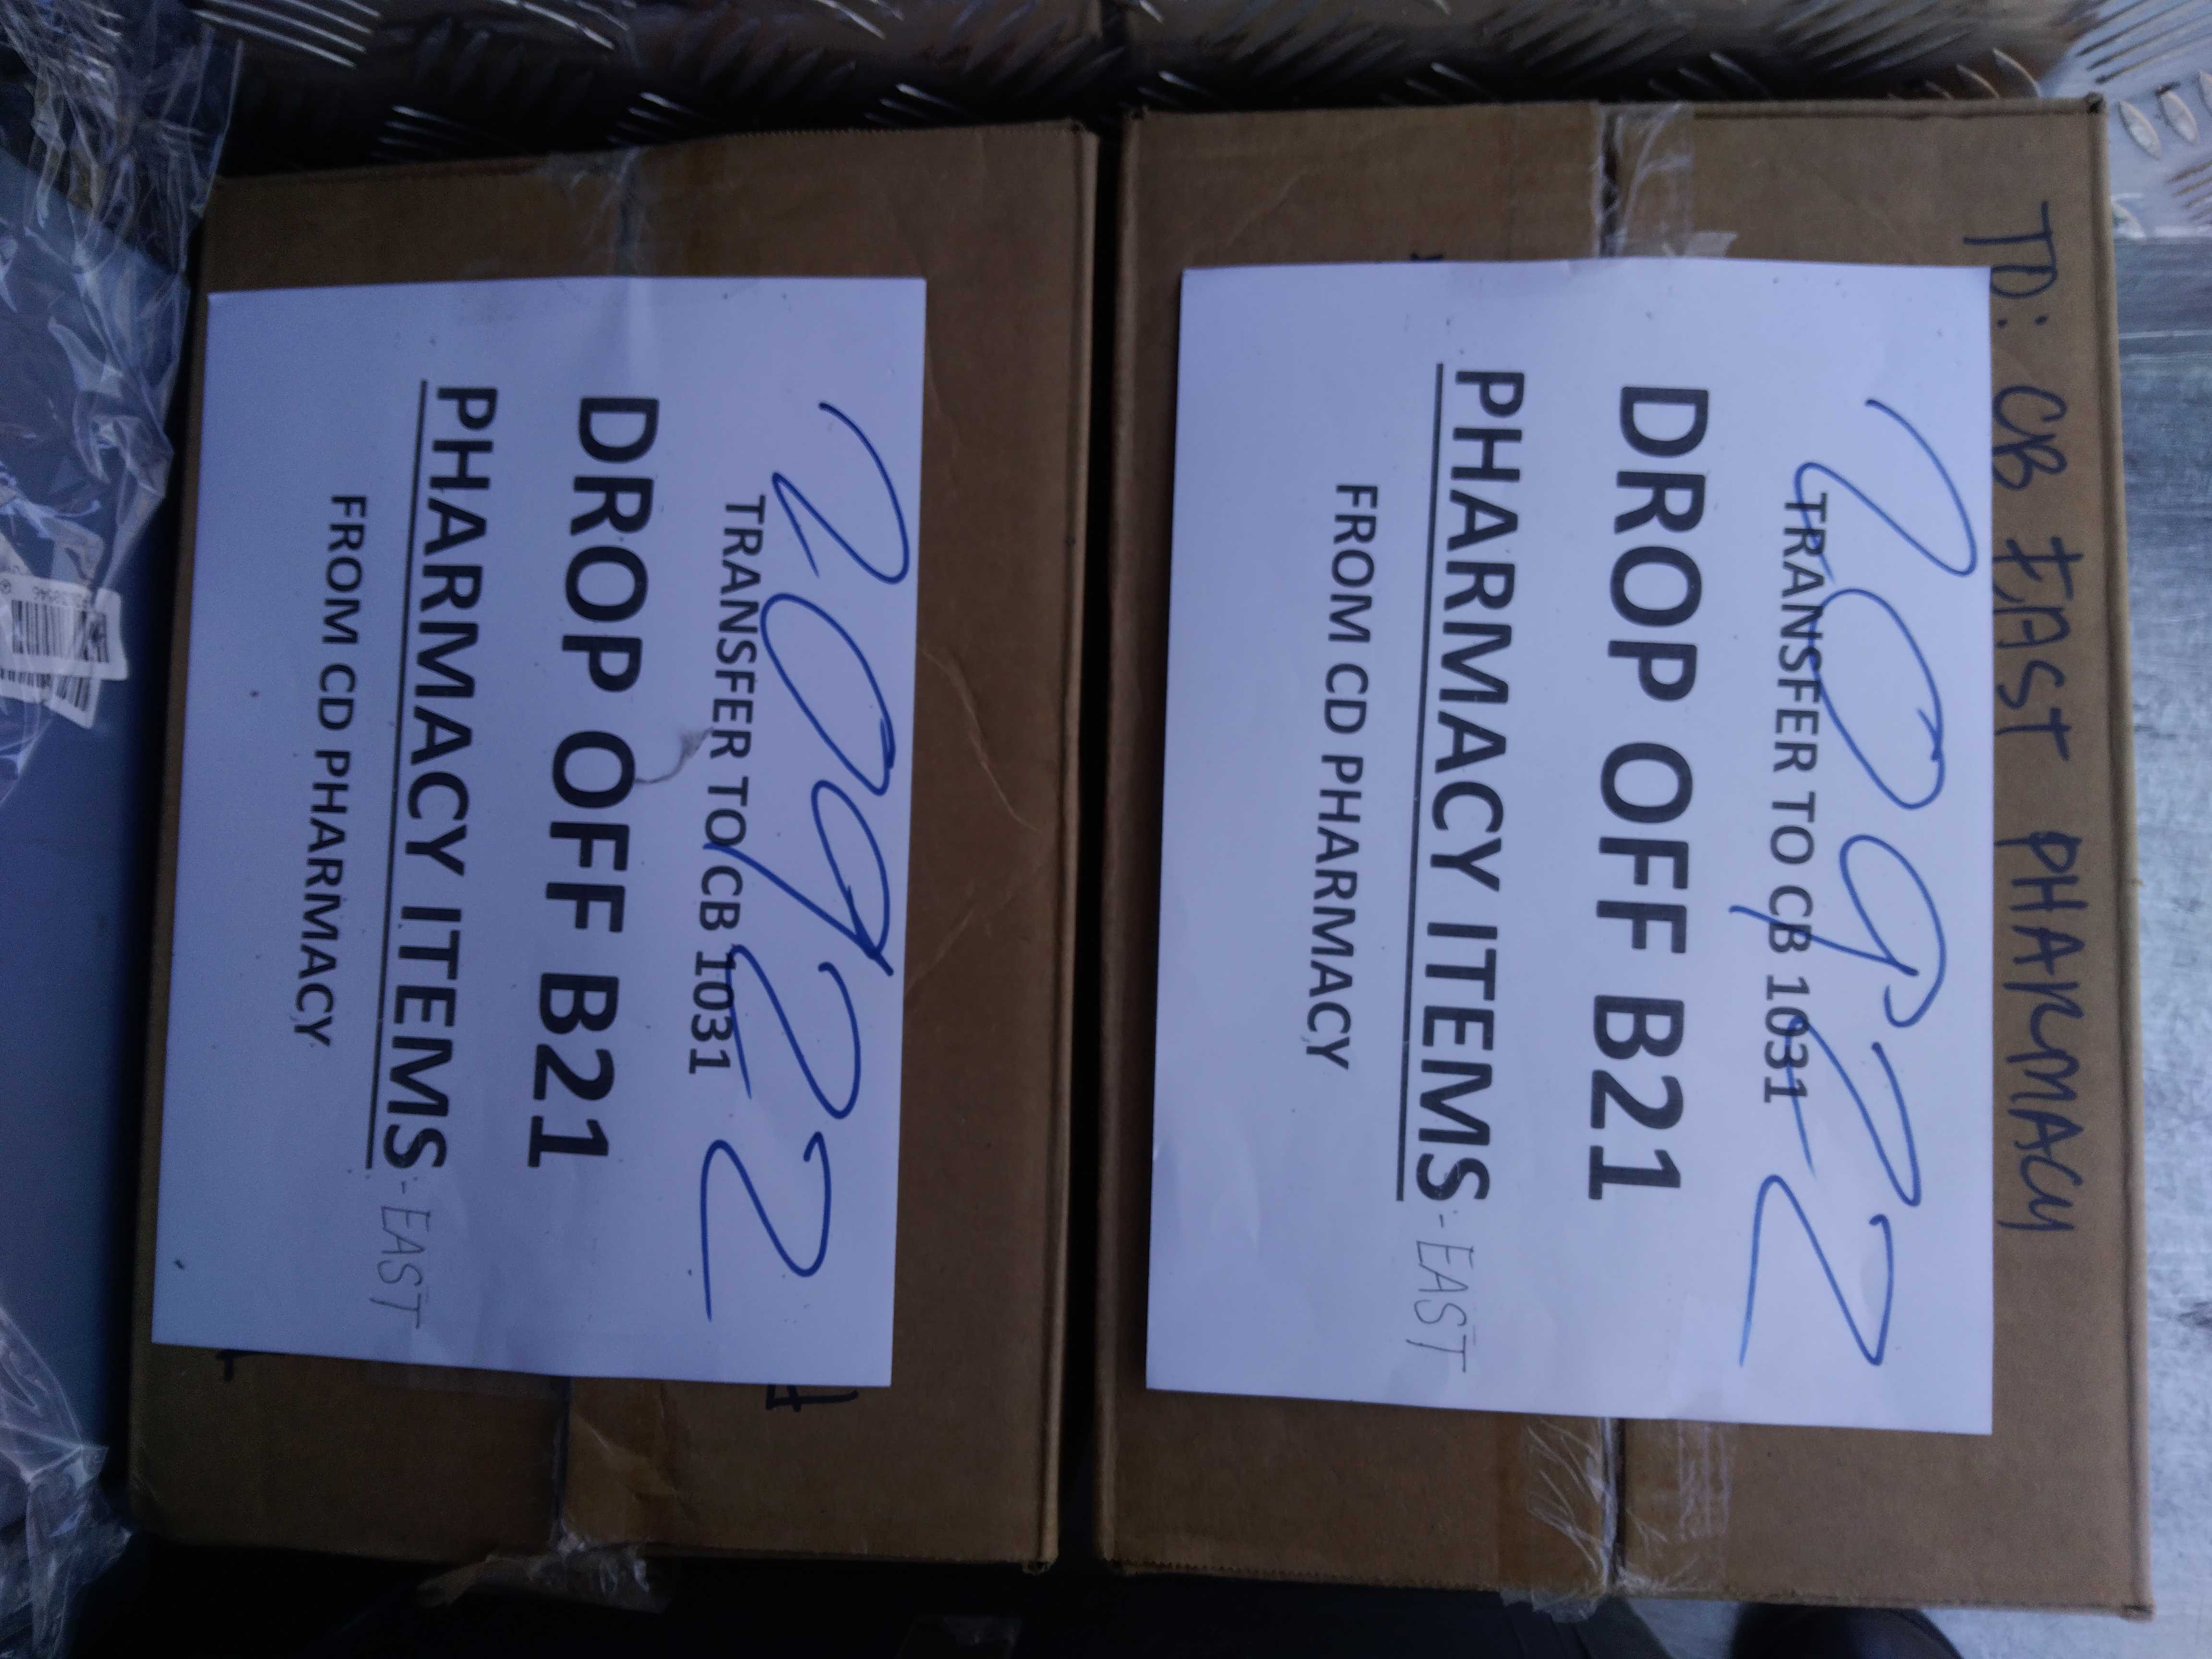 TO: CB EAST PHARMACY
20922
TRANSFER TO CB 1031
DROP OFF B21
PHARMACY ITEMS - EAST
FROM CD PHARMACY
20922
TRANSFER TO CB 1031
DROP OFF B21
PHARMACY ITEMS - EAST
FROM CD PHARMACY